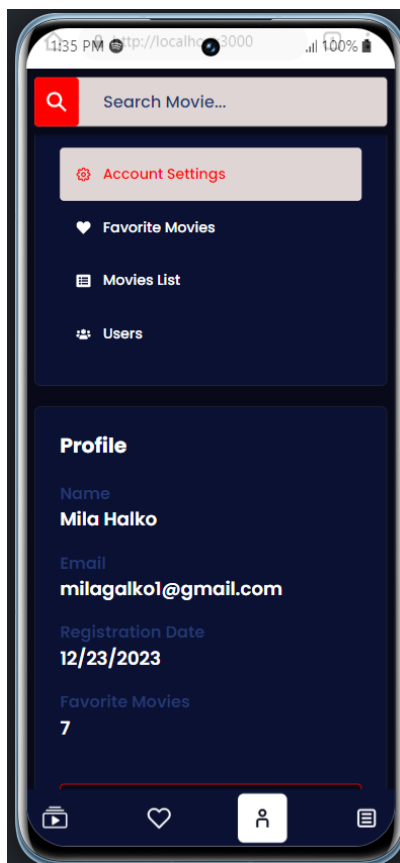 1:35 PM http://localhost:3000 100%
Search Movie...
Account Settings
Favorite Movies
Movies List
Users
Profile
Name
Mila Halko
Email
milagalko1@gmail.com
Registration Date
12/23/2023
Favorite Movies
7